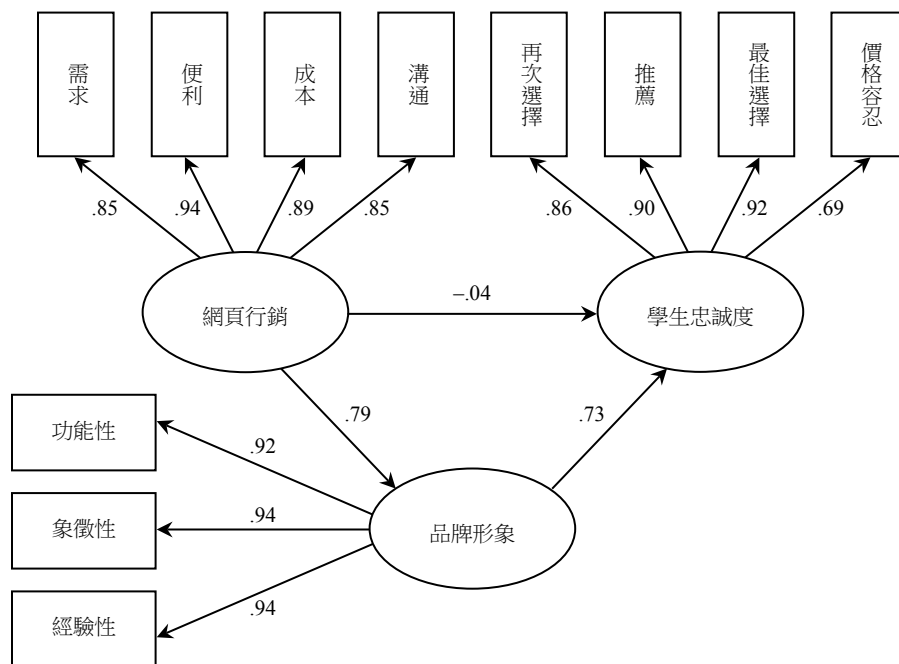 需求
便利
成本
溝通
再次選擇
推薦
最佳選擇
價格容忍
.85
.94
.89
.85
.86
.90
.92
.69
網頁行銷
–.04
學生忠誠度
.79
.73
功能性
.92
象徵性
.94
品牌形象
經驗性
.94